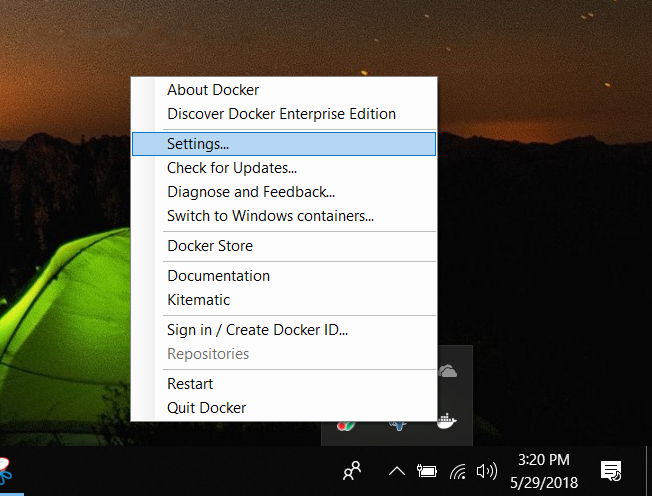 About Docker
Discover Docker Enterprise Edition
Settings...
Check for Updates...
Diagnose and Feedback...
Switch to Windows containers...
Docker Store
Documentation
Kitematic
Sign in / Create Docker ID...
Repositories
Restart
Quit Docker
3:20 PM
5/29/2018